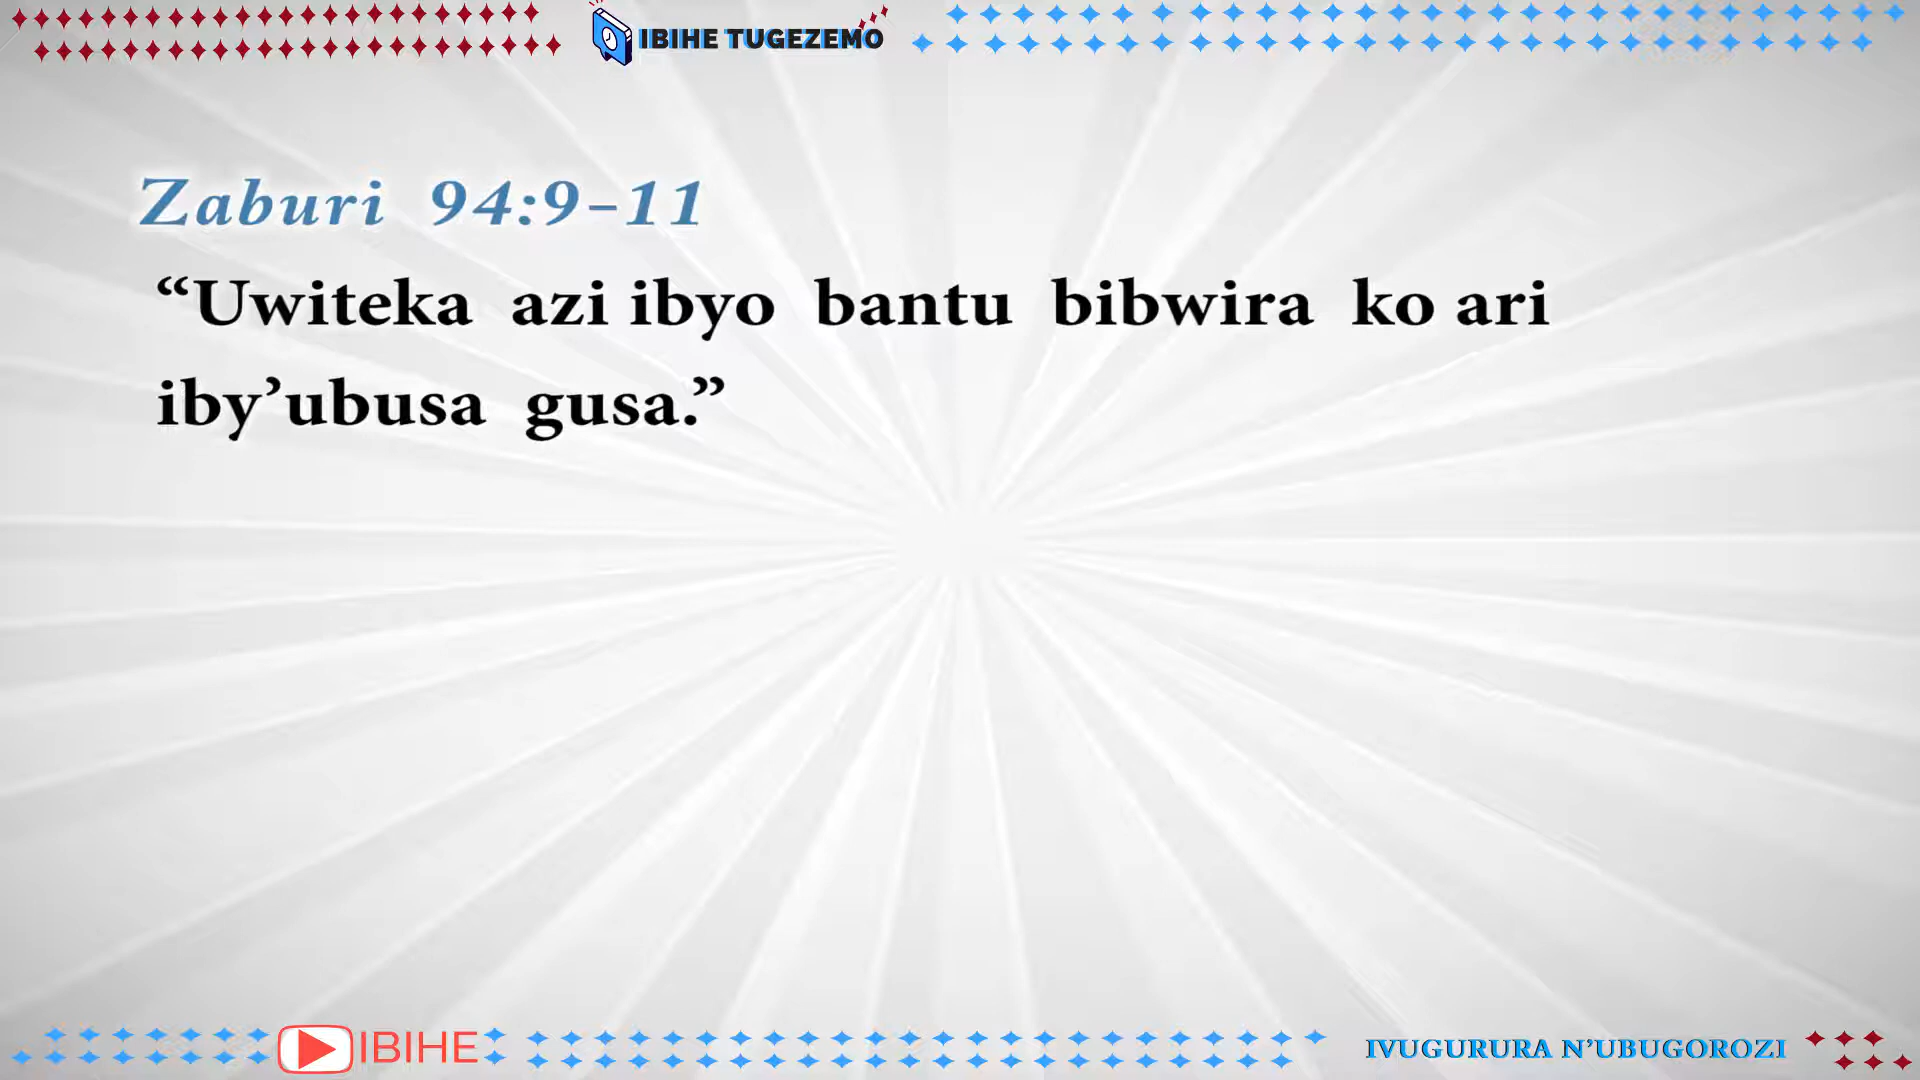 IBIHE TUGEZEMO
Zaburi 94:9-11
“Uwiteka azi ibyo bantu bibwira ko ari
iby’ubusa gusa.”
IBIHE
IVUGURURA N’UBUGOROZI